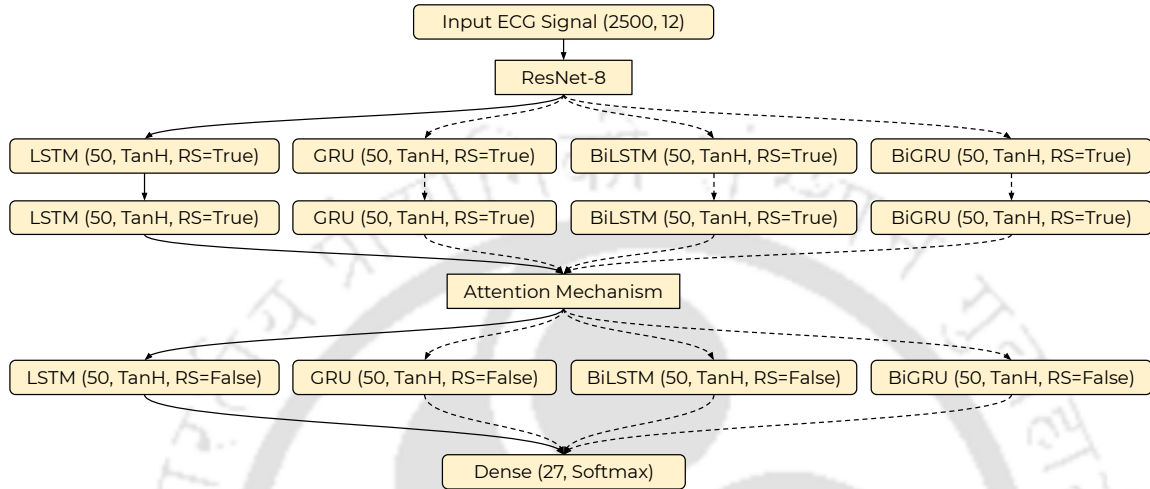 Input ECG Signal (2500, 12)
ResNet-8
LSTM (50, TanH, RS=True) GRU (50, TanH, RS=True) BiLSTM (50, TanH, RS=True) BiGRU (50, TanH, RS=True)
LSTM (50, TanH, RS=True) GRU (50, TanH, RS=True) BiLSTM (50, TanH, RS=True) BiGRU (50, TanH, RS=True)
Attention Mechanism
LSTM (50, TanH, RS=False) GRU (50, TanH, RS=False) BiLSTM (50, TanH, RS=False) BiGRU (50, TanH, RS=False)
Dense (27, Softmax)